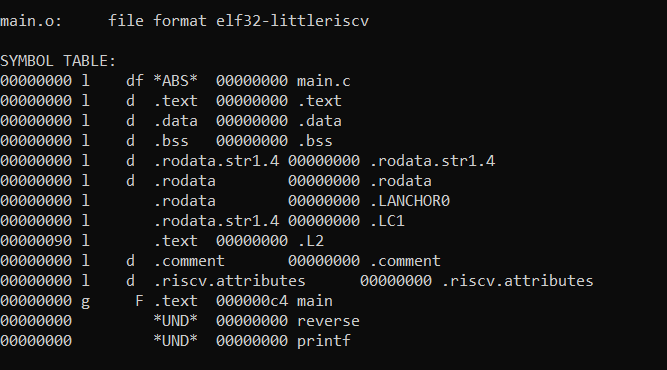 main.o:     file format elf32-littleriscv
SYMBOL TABLE:
00000000 l    df *ABS*  00000000 main.c
00000000 l    d  .text  00000000 .text
00000000 l    d  .data  00000000 .data
00000000 l    d  .bss   00000000 .bss
00000000 l    d  .rodata.str1.4 00000000 .rodata.str1.4
00000000 l    d  .rodata        00000000 .rodata
00000000 l       .rodata        00000000 .LANCHOR0
00000000 l       .rodata.str1.4 00000000 .LC1
00000090 l       .text  00000000 .L2
00000000 l    d  .comment       00000000 .comment
00000000 l    d  .riscv.attributes      00000000 .riscv.attributes
00000000 g     F .text  000000c4 main
00000000         *UND*  00000000 reverse
00000000         *UND*  00000000 printf